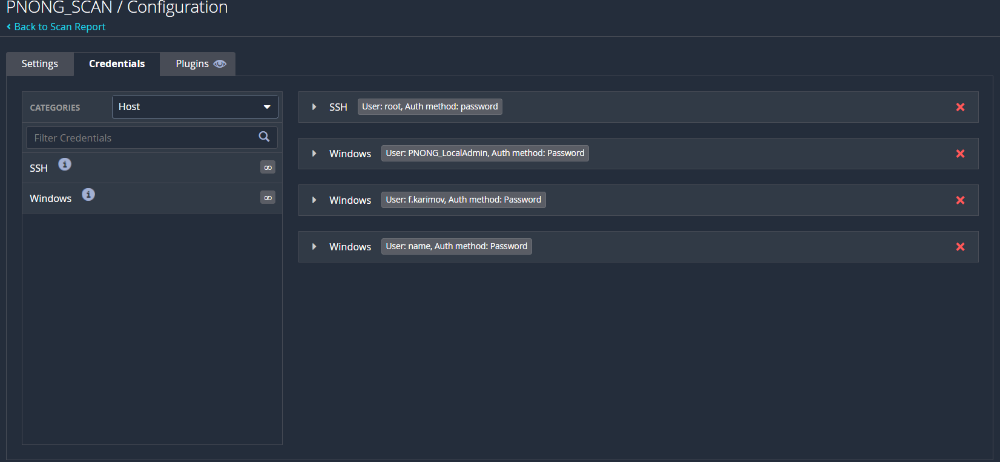 PNONG_SCAN / Configuration
Back to Scan Report
Settings
Credentials
Plugins
CATEGORIES
Host
Filter Credentials
SSH
∞
Windows
∞
SSH User: root, Auth method: password
Windows User: PNONG_LocalAdmin, Auth method: Password
Windows User: f.karimov, Auth method: Password
Windows User: name, Auth method: Password